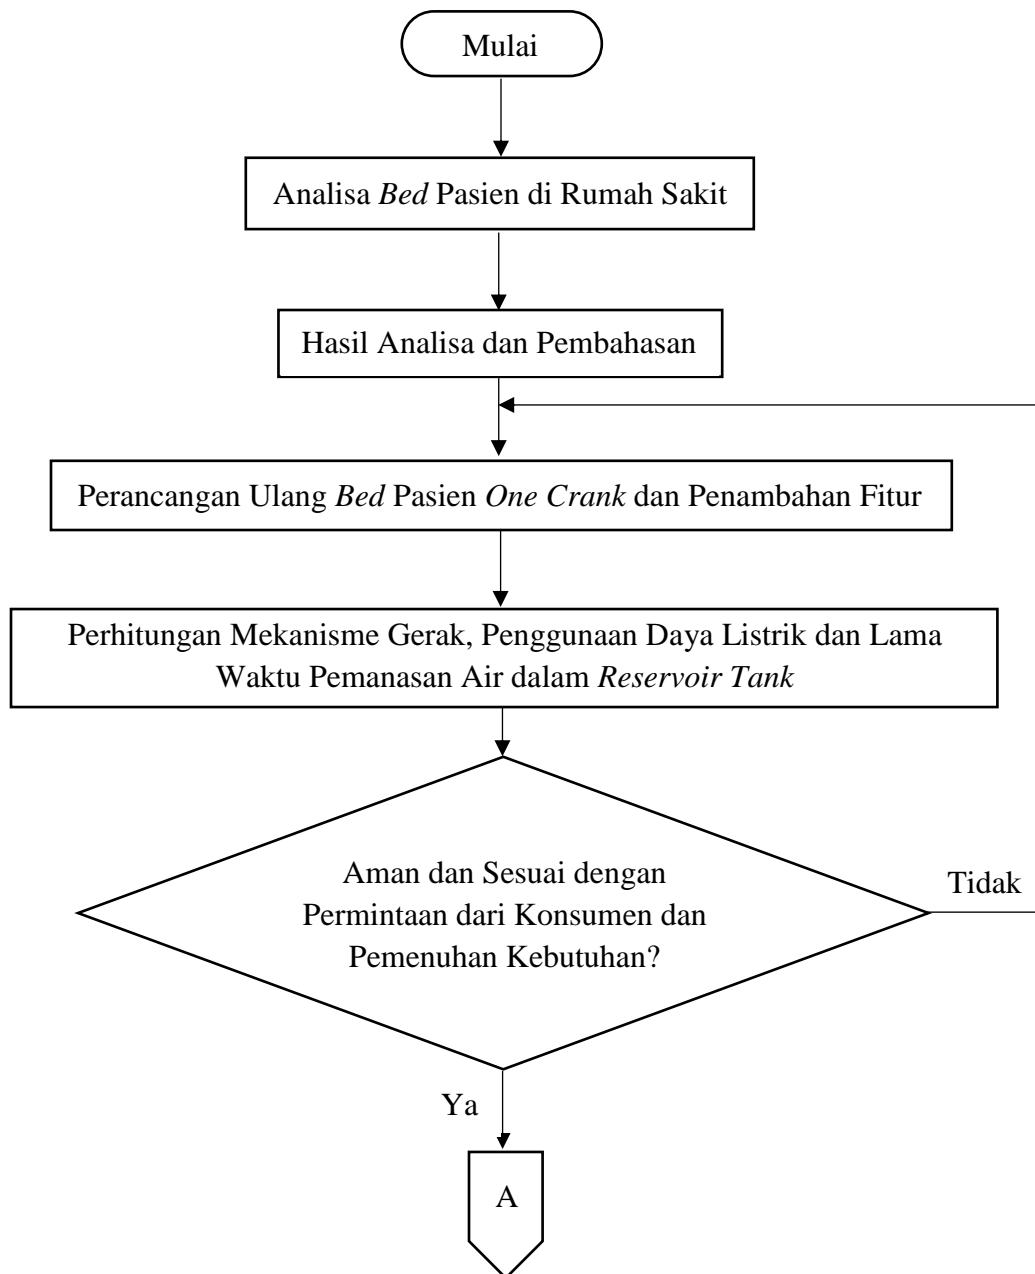 Mulai
Analisa Bed Pasien di Rumah Sakit
Hasil Analisa dan Pembahasan
Perancangan Ulang Bed Pasien One Crank dan Penambahan Fitur
Perhitungan Mekanisme Gerak, Penggunaan Daya Listrik dan Lama
Waktu Pemanasan Air dalam Reservoir Tank
Aman dan Sesuai dengan
Permintaan dari Konsumen dan
Pemenuhan Kebutuhan?
Tidak
Ya
A